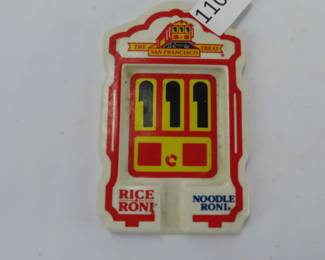 110
THE SAN FRANCISCO TREAT®
111
RICE A RONI®
NOODLE RONI®